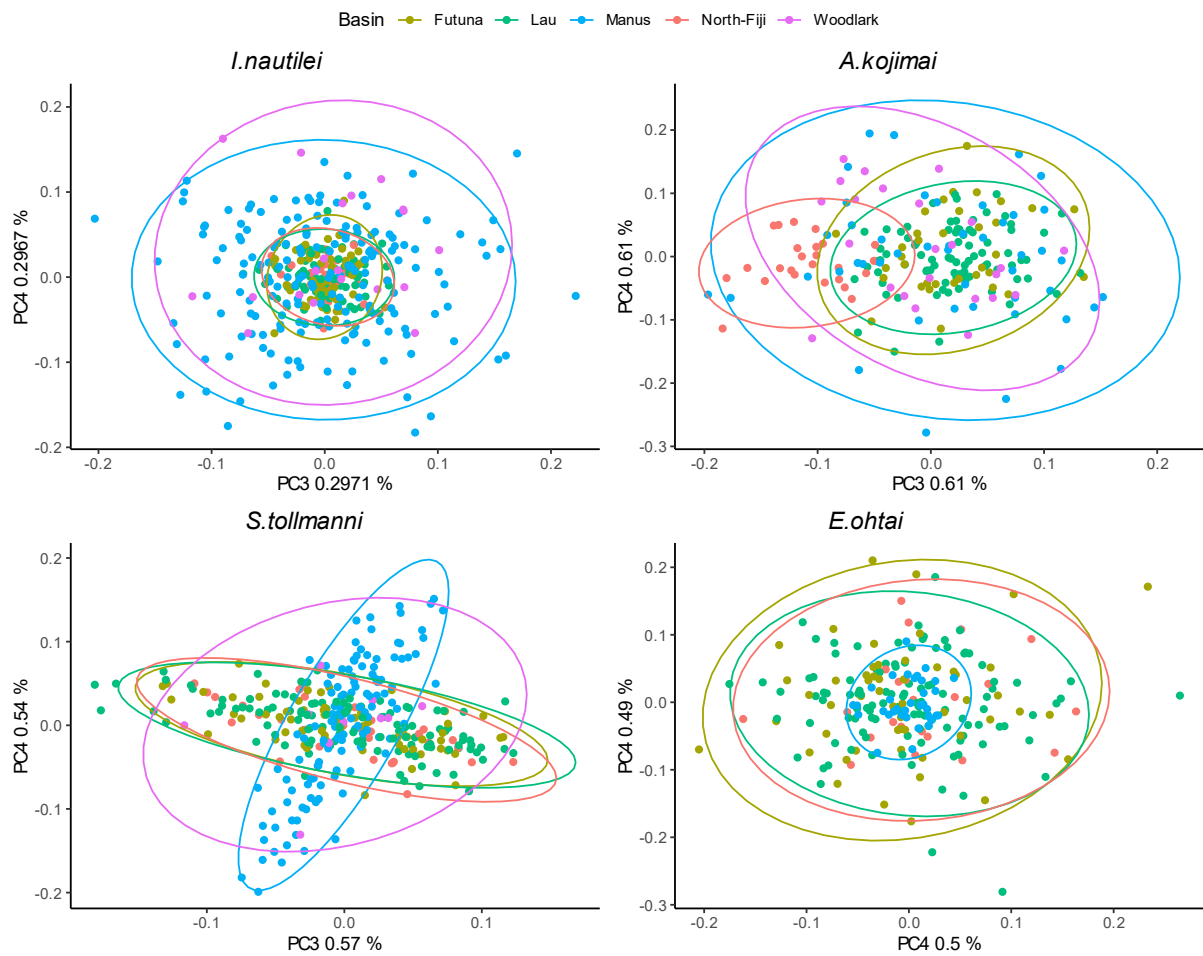 Basin Futuna Lau Manus North-Fiji Woodlark
I.nautilei
A.kojimai
0.2
0.1
0.0
-0.1
-0.2
PC4 0.2967 %
-0.2 -0.1 0.0 0.1 0.2
PC3 0.2971 %
0.2
0.1
0.0
-0.1
-0.2
-0.3
PC4 0.61 %
-0.2 -0.1 0.0 0.1 0.2
PC3 0.61 %
S.tollmanni
E.ohtai
0.2
0.1
0.0
-0.1
-0.2
PC4 0.54 %
-0.1 0.0 0.1
PC3 0.57 %
0.2
0.1
0.0
-0.1
-0.2
-0.3
PC4 0.49 %
-0.2 -0.1 0.0 0.1 0.2
PC4 0.5 %